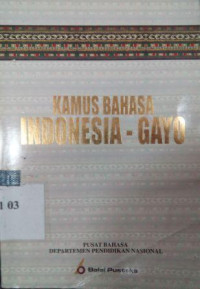 KAMUS BAHASA
INDONESIA - GAYO
1 03
PUSAT BAHASA
DEPARTEMEN PENDIDIKAN NASIONAL
Balai Pustaka